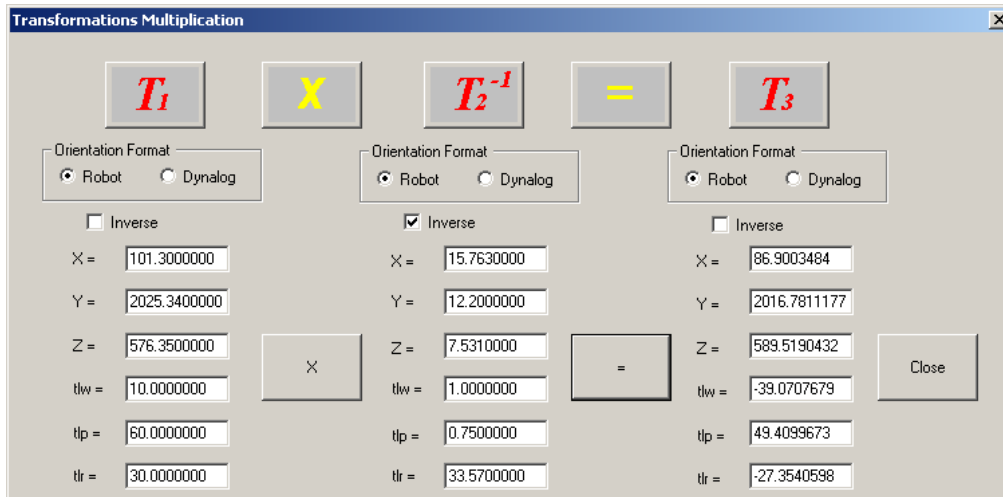 Transformations Multiplication
T1 X T2-1 = T3
Orientation Format Orientation Format Orientation Format
Robot Dynalog Robot Dynalog Robot Dynalog
Inverse Inverse Inverse
X = 101.3000000 X = 15.7630000 X = 86.9003484
Y = 2025.3400000 Y = 12.2000000 Y = 2016.7811177
Z = 576.3500000 X Z = 7.5310000 = Z = 589.5190432 Close
tlw = 10.0000000 tlw = 1.0000000 tlw = -39.0707679
tlp = 60.0000000 tlp = 0.7500000 tlp = 49.4099673
tlr = 30.0000000 tlr = 33.5700000 tlr = -27.3540598